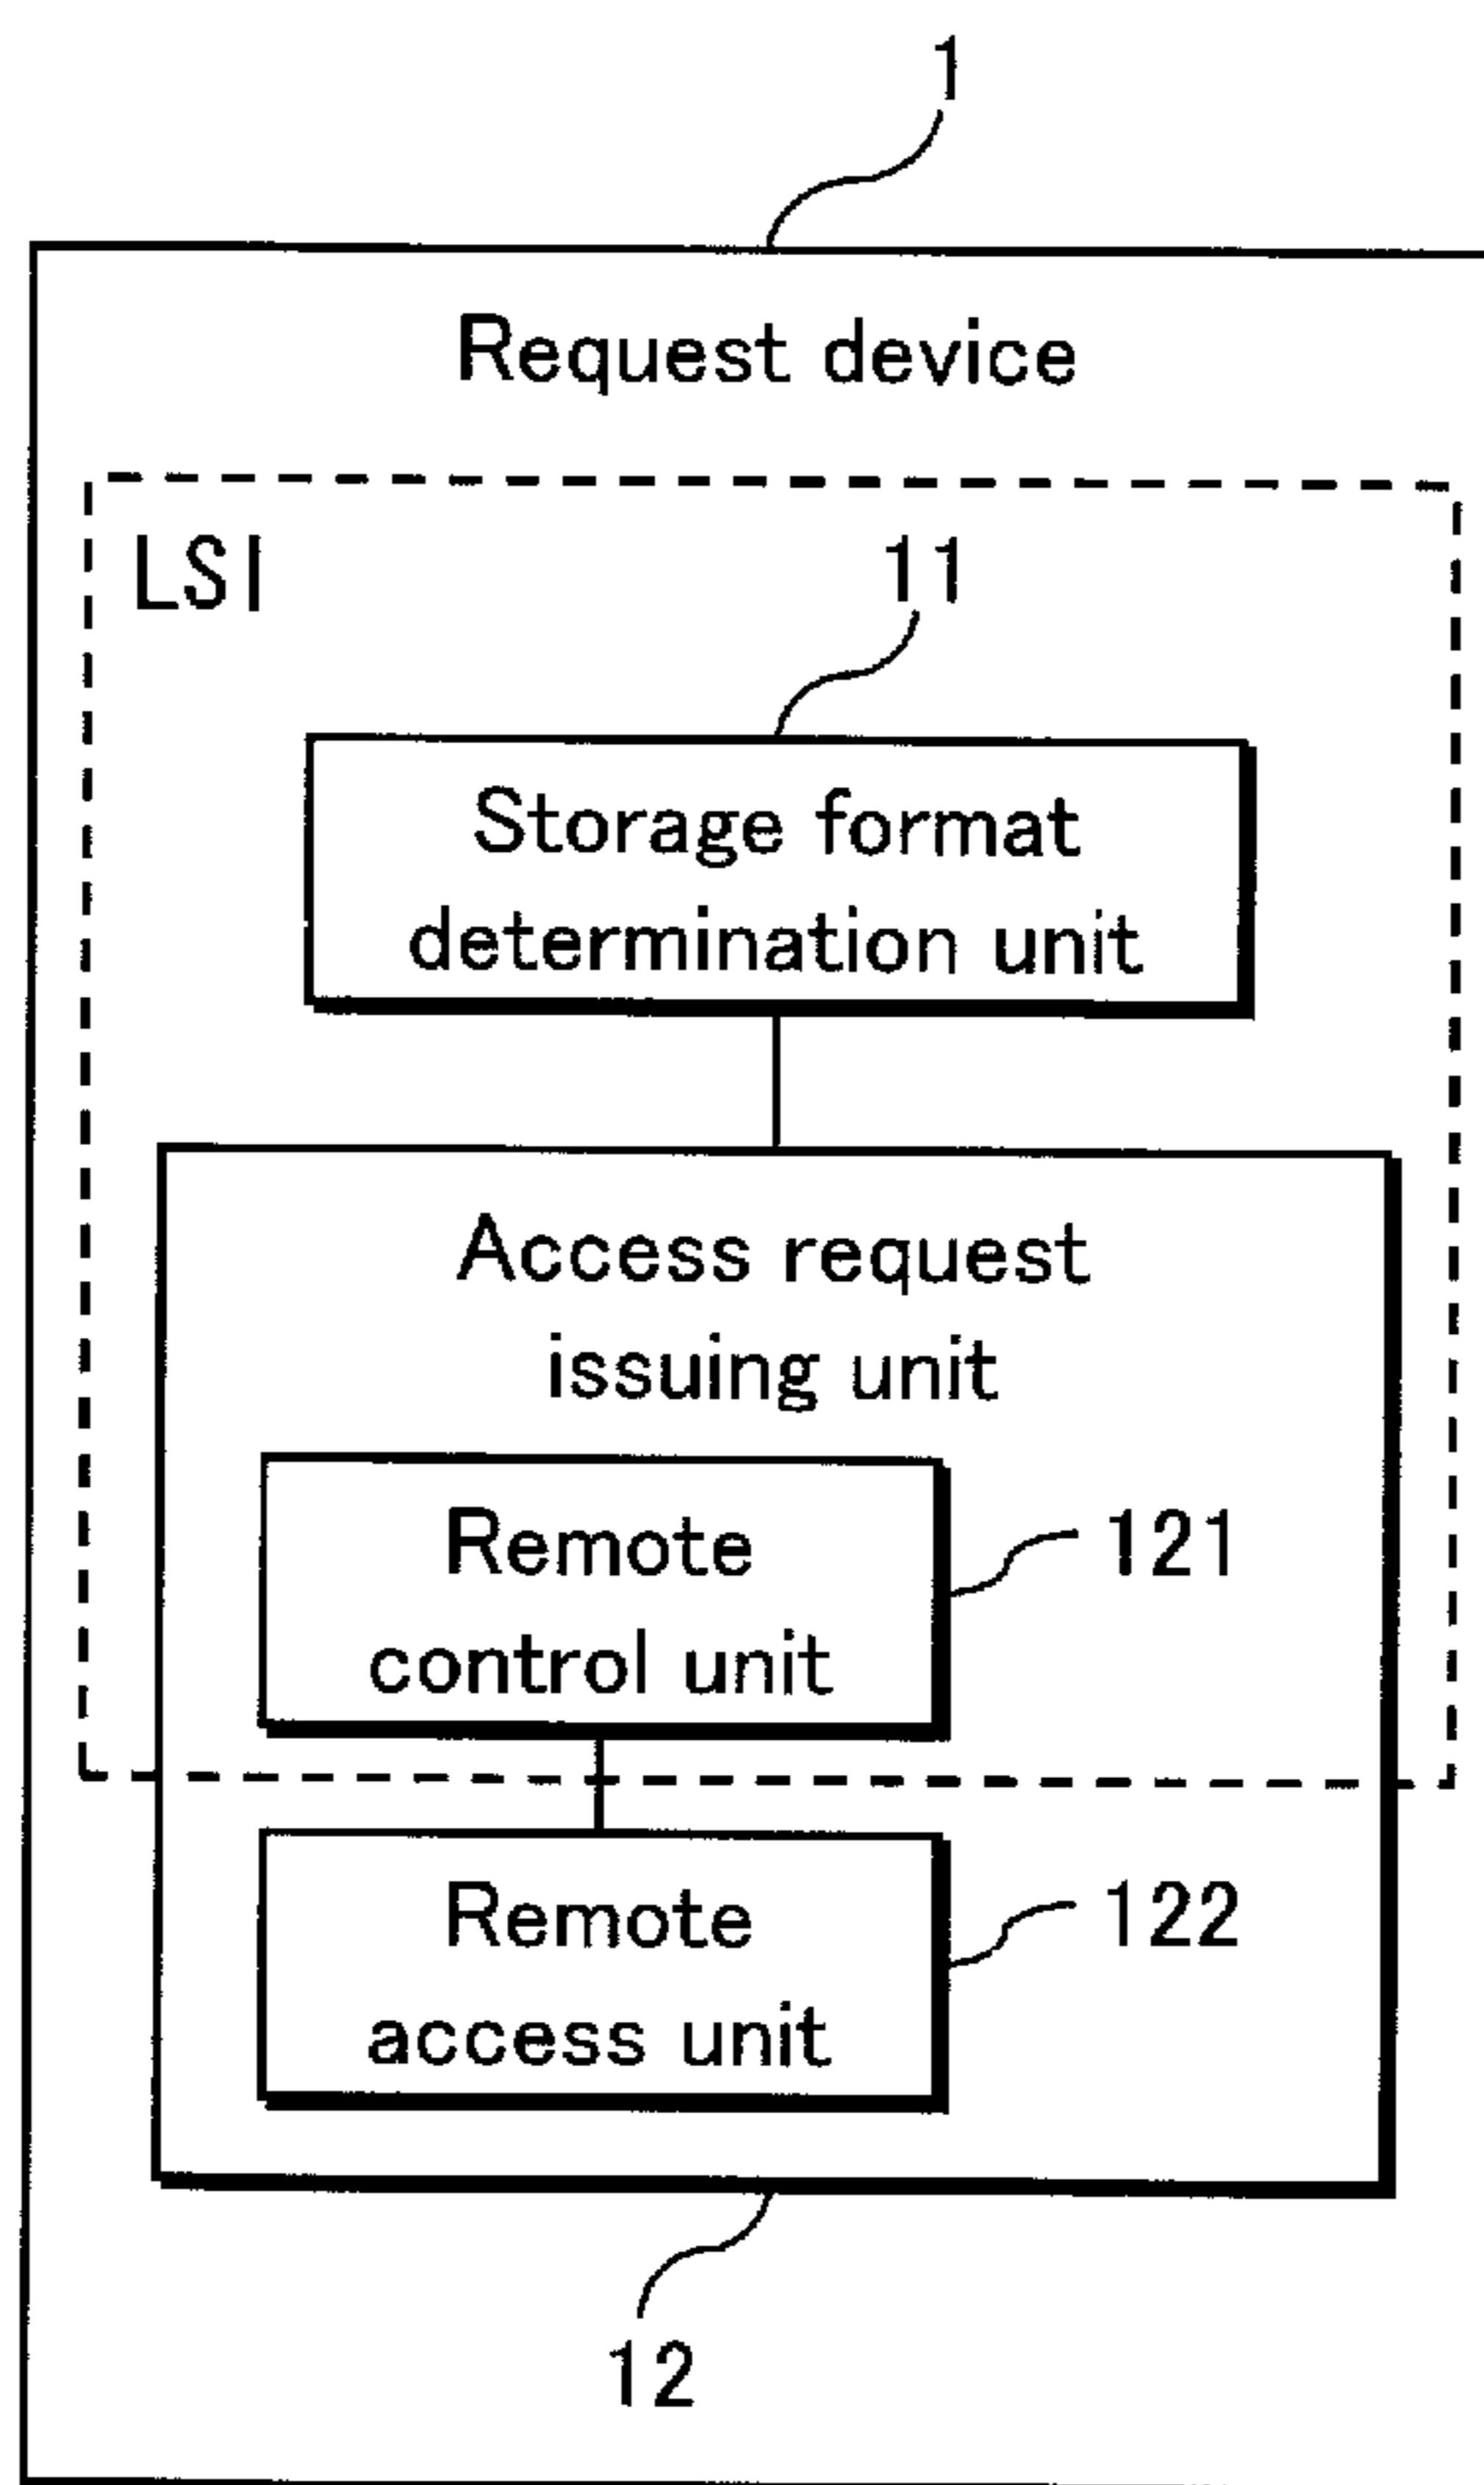 1
Request device
LSI
11
Storage format
determination unit
Access request
issuing unit
Remote
control unit
121
Remote
access unit
122
12